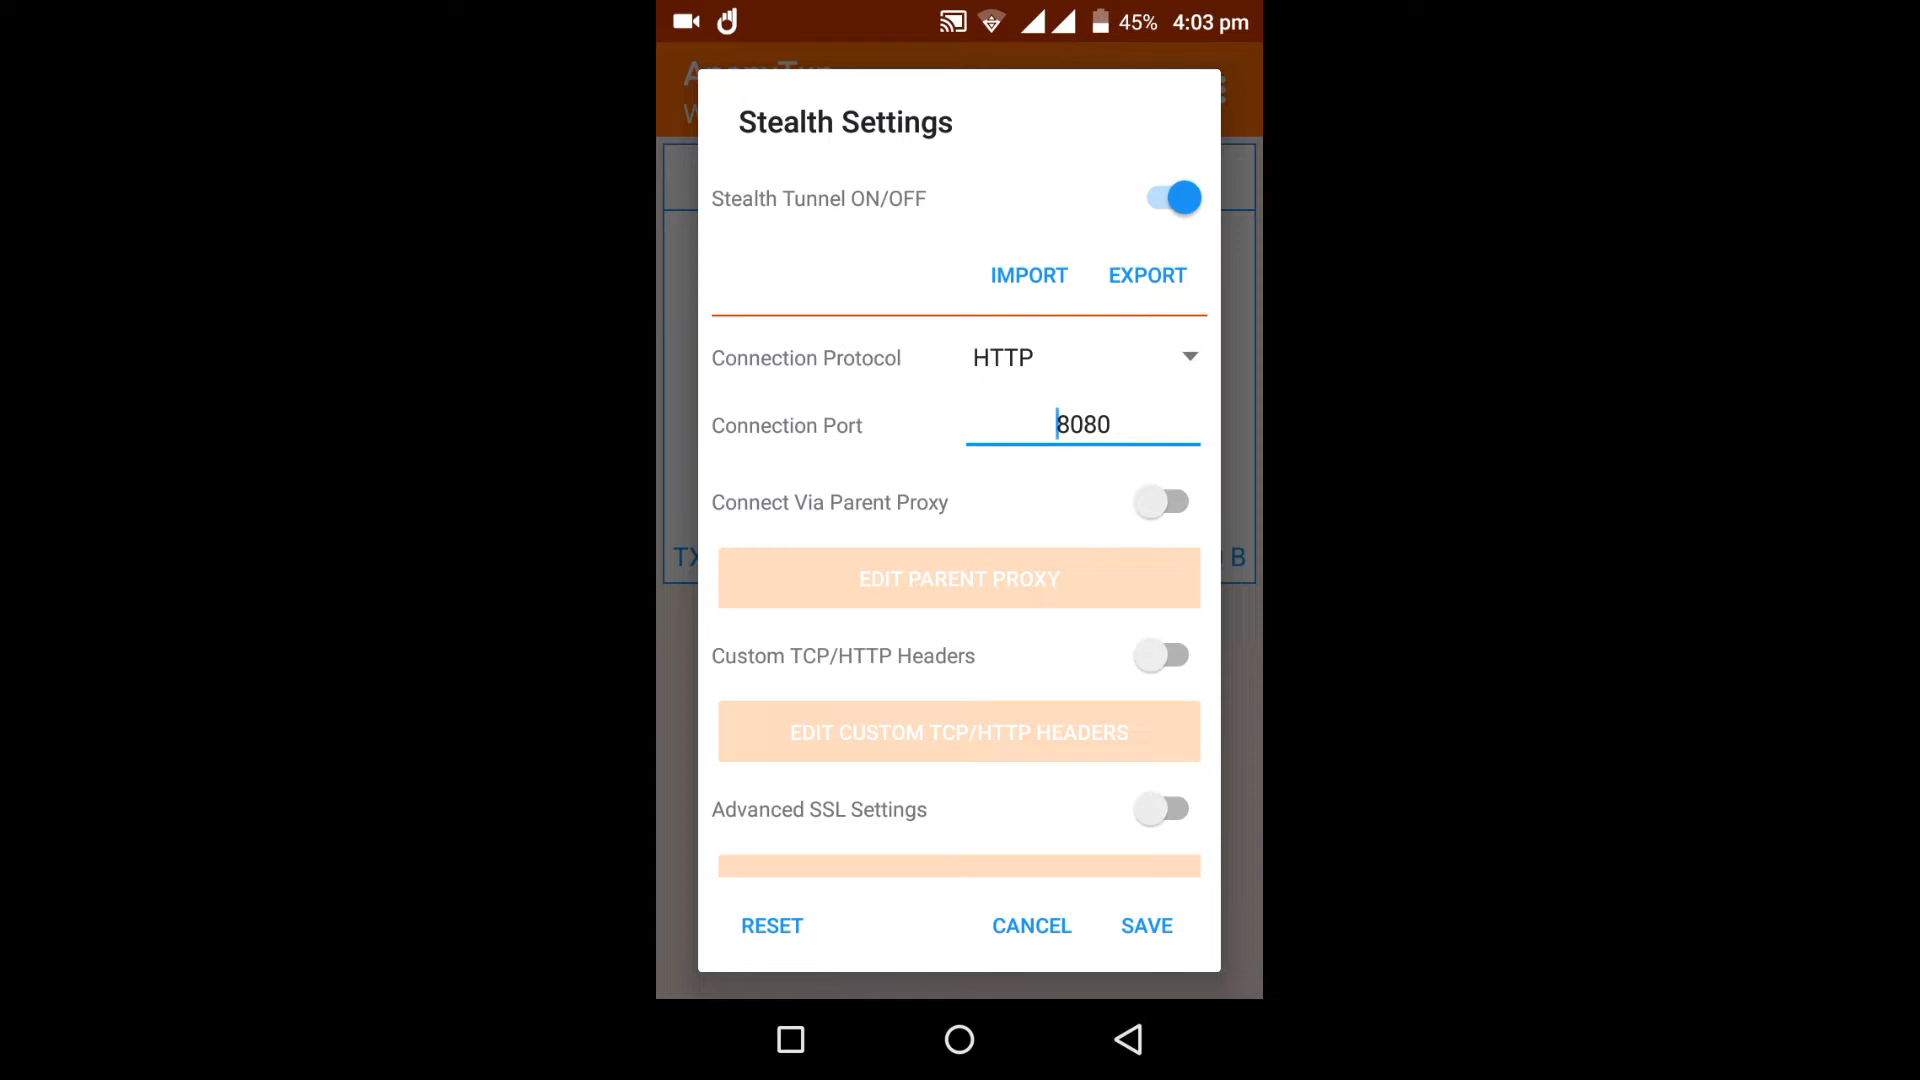 45% 4:03 pm
Stealth Settings
Stealth Tunnel ON/OFF
IMPORT EXPORT
Connection Protocol HTTP
Connection Port 8080
Connect Via Parent Proxy
TX B
EDIT PARENT PROXY
Custom TCP/HTTP Headers
EDIT CUSTOM TCP/HTTP HEADERS
Advanced SSL Settings
RESET CANCEL SAVE